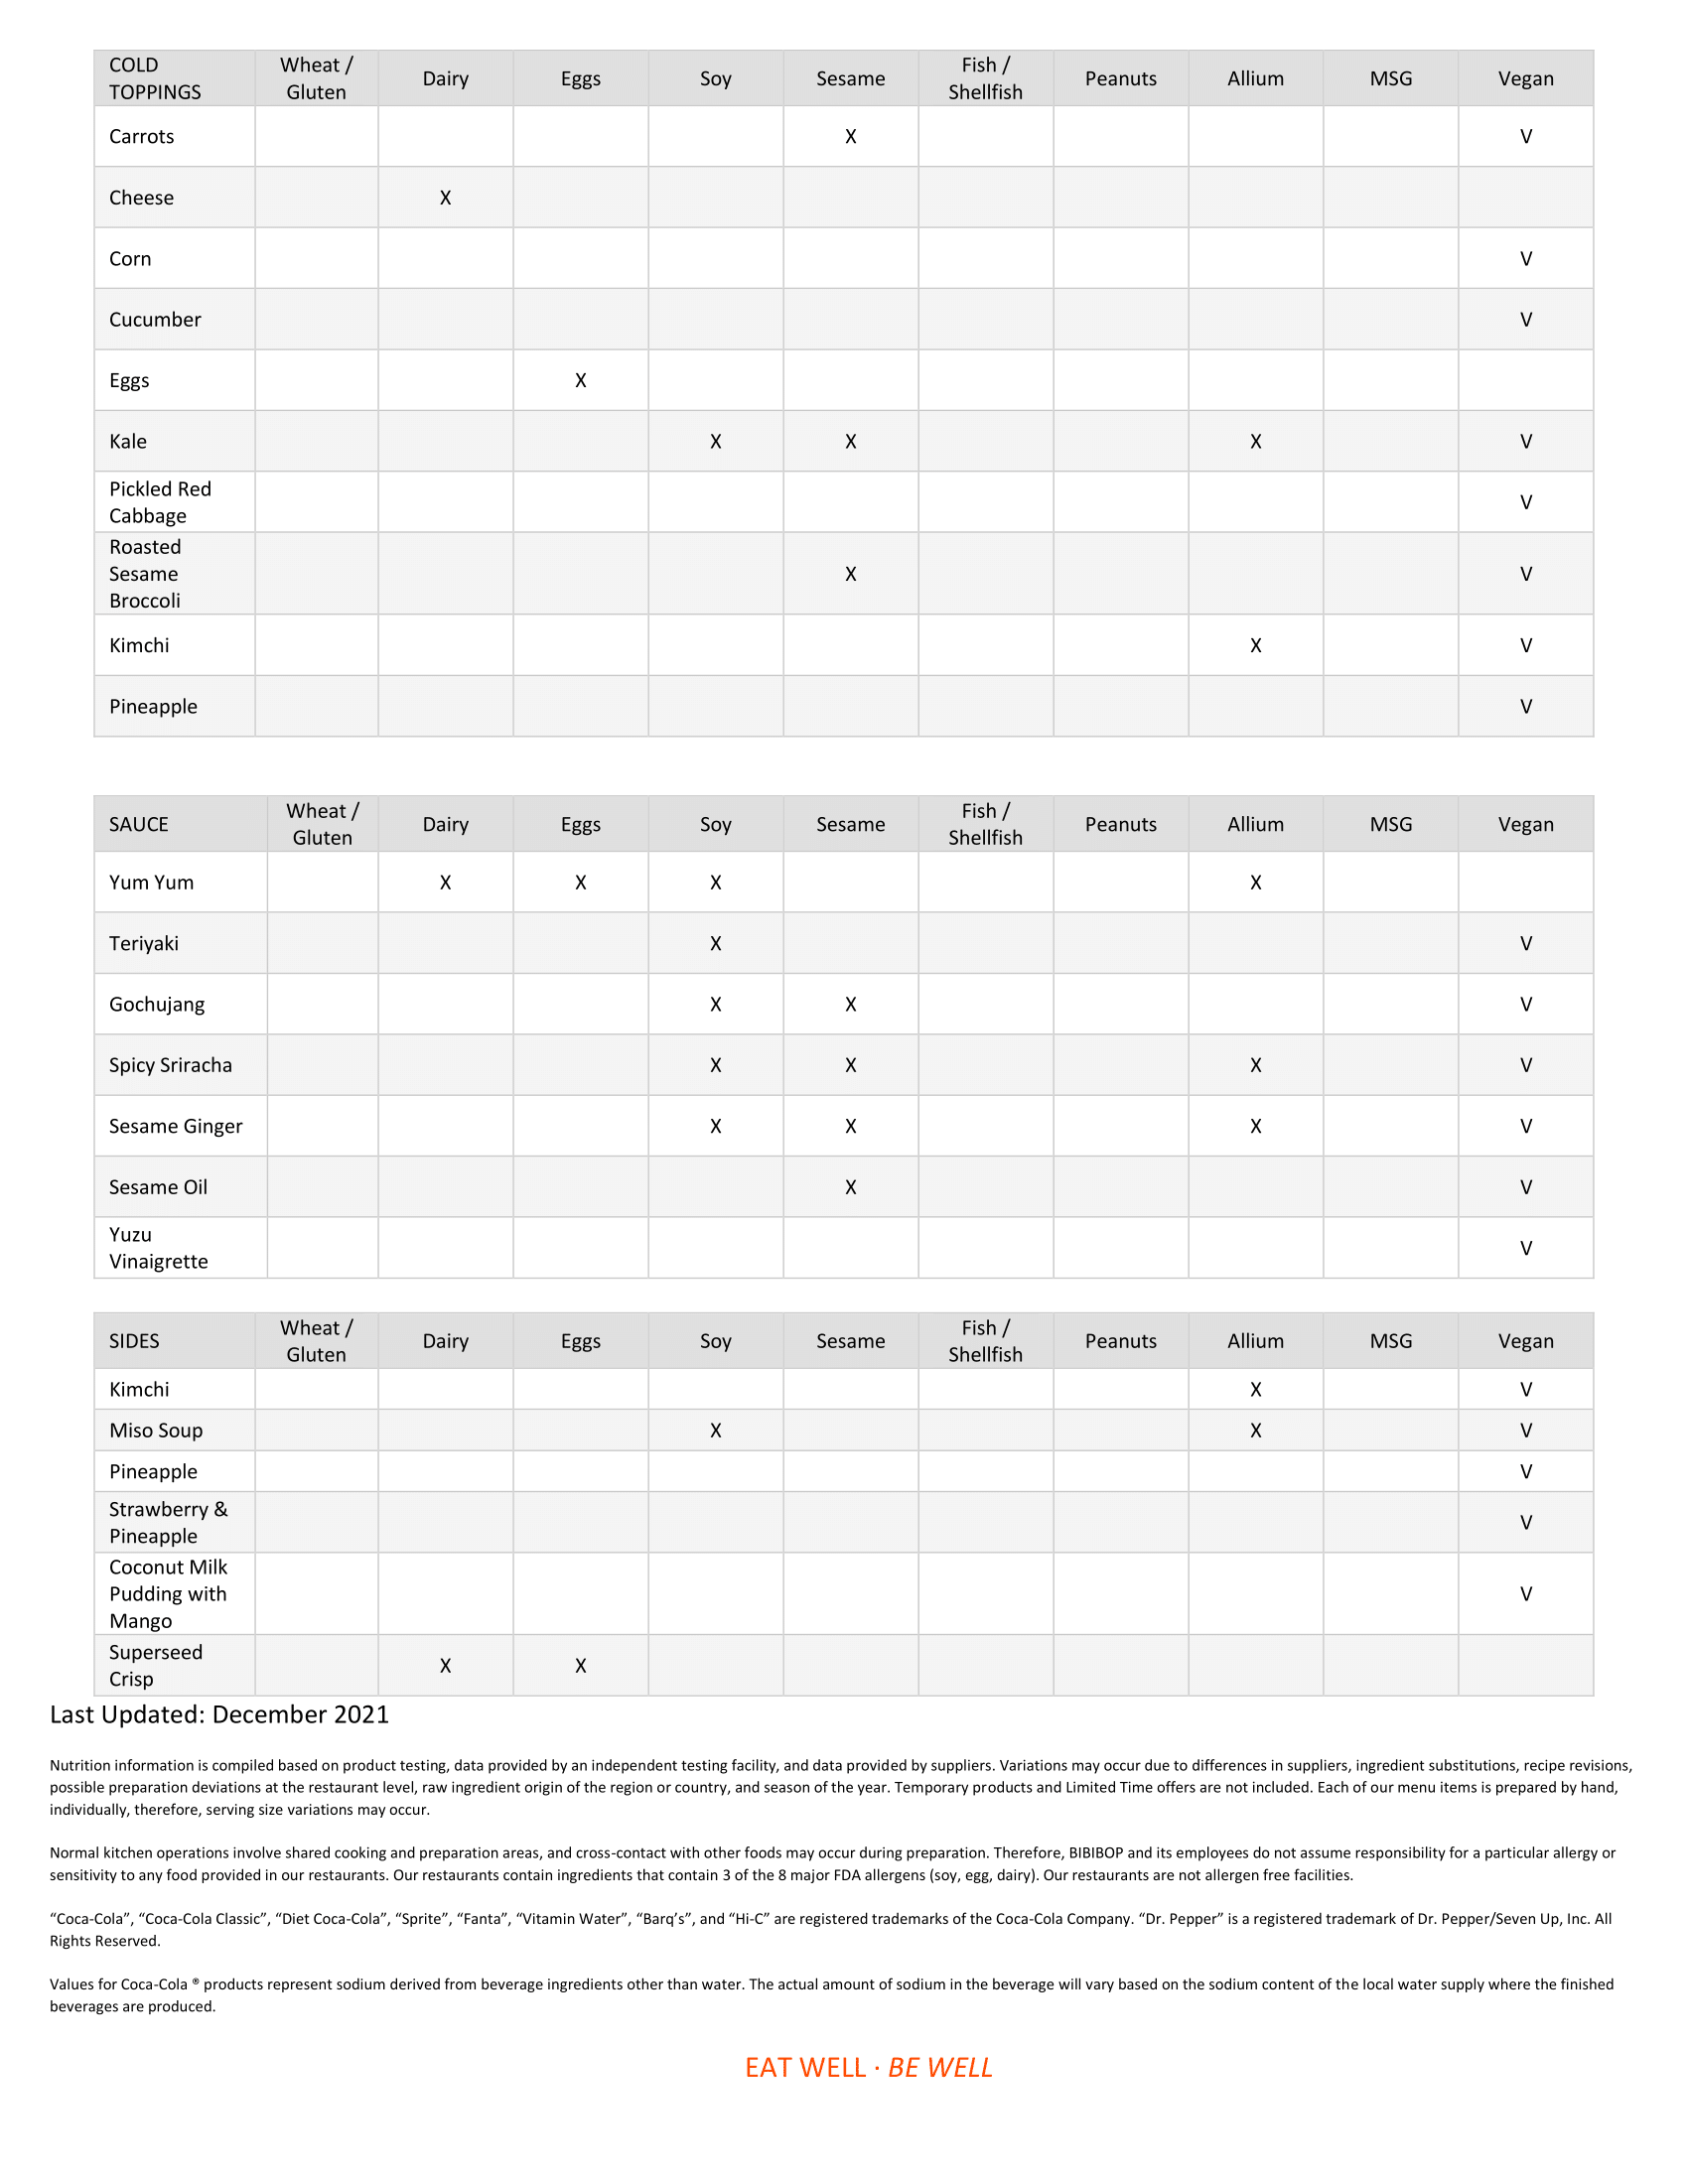 COLD TOPPINGS Wheat / Gluten Dairy Eggs Soy Sesame Fish / Shellfish Peanuts Allium MSG Vegan
Carrots X V
Cheese X
Corn V
Cucumber V
Eggs X
Kale X X X V
Pickled Red Cabbage V
Roasted Sesame Broccoli X V
Kimchi X V
Pineapple V
SAUCE Wheat / Gluten Dairy Eggs Soy Sesame Fish / Shellfish Peanuts Allium MSG Vegan
Yum Yum X X X X
Teriyaki X V
Gochujang X X V
Spicy Sriracha X X X V
Sesame Ginger X X X V
Sesame Oil X V
Yuzu Vinaigrette V
SIDES Wheat / Gluten Dairy Eggs Soy Sesame Fish / Shellfish Peanuts Allium MSG Vegan
Kimchi X V
Miso Soup X X V
Pineapple V
Strawberry & Pineapple V
Coconut Milk Pudding with Mango V
Superseed Crisp X X
Last Updated: December 2021
Nutrition information is compiled based on product testing, data provided by an independent testing facility, and data provided by suppliers. Variations may occur due to differences in suppliers, ingredient substitutions, recipe revisions,
possible preparation deviations at the restaurant level, raw ingredient origin of the region or country, and season of the year. Temporary products and Limited Time offers are not included. Each of our menu items is prepared by hand,
individually, therefore, serving size variations may occur.
Normal kitchen operations involve shared cooking and preparation areas, and cross-contact with other foods may occur during preparation. Therefore, BIBIBOP and its employees do not assume responsibility for a particular allergy or
sensitivity to any food provided in our restaurants. Our restaurants contain ingredients that contain 3 of the 8 major FDA allergens (soy, egg, dairy). Our restaurants are not allergen free facilities.
“Coca-Cola”, “Coca-Cola Classic”, “Diet Coca-Cola”, “Sprite”, “Fanta”, “Vitamin Water”, “Barq’s”, and “Hi-C” are registered trademarks of the Coca-Cola Company. “Dr. Pepper” is a registered trademark of Dr. Pepper/Seven Up, Inc. All
Rights Reserved.
Values for Coca-Cola ® products represent sodium derived from beverage ingredients other than water. The actual amount of sodium in the beverage will vary based on the sodium content of the local water supply where the finished
beverages are produced.
EAT WELL · BE WELL